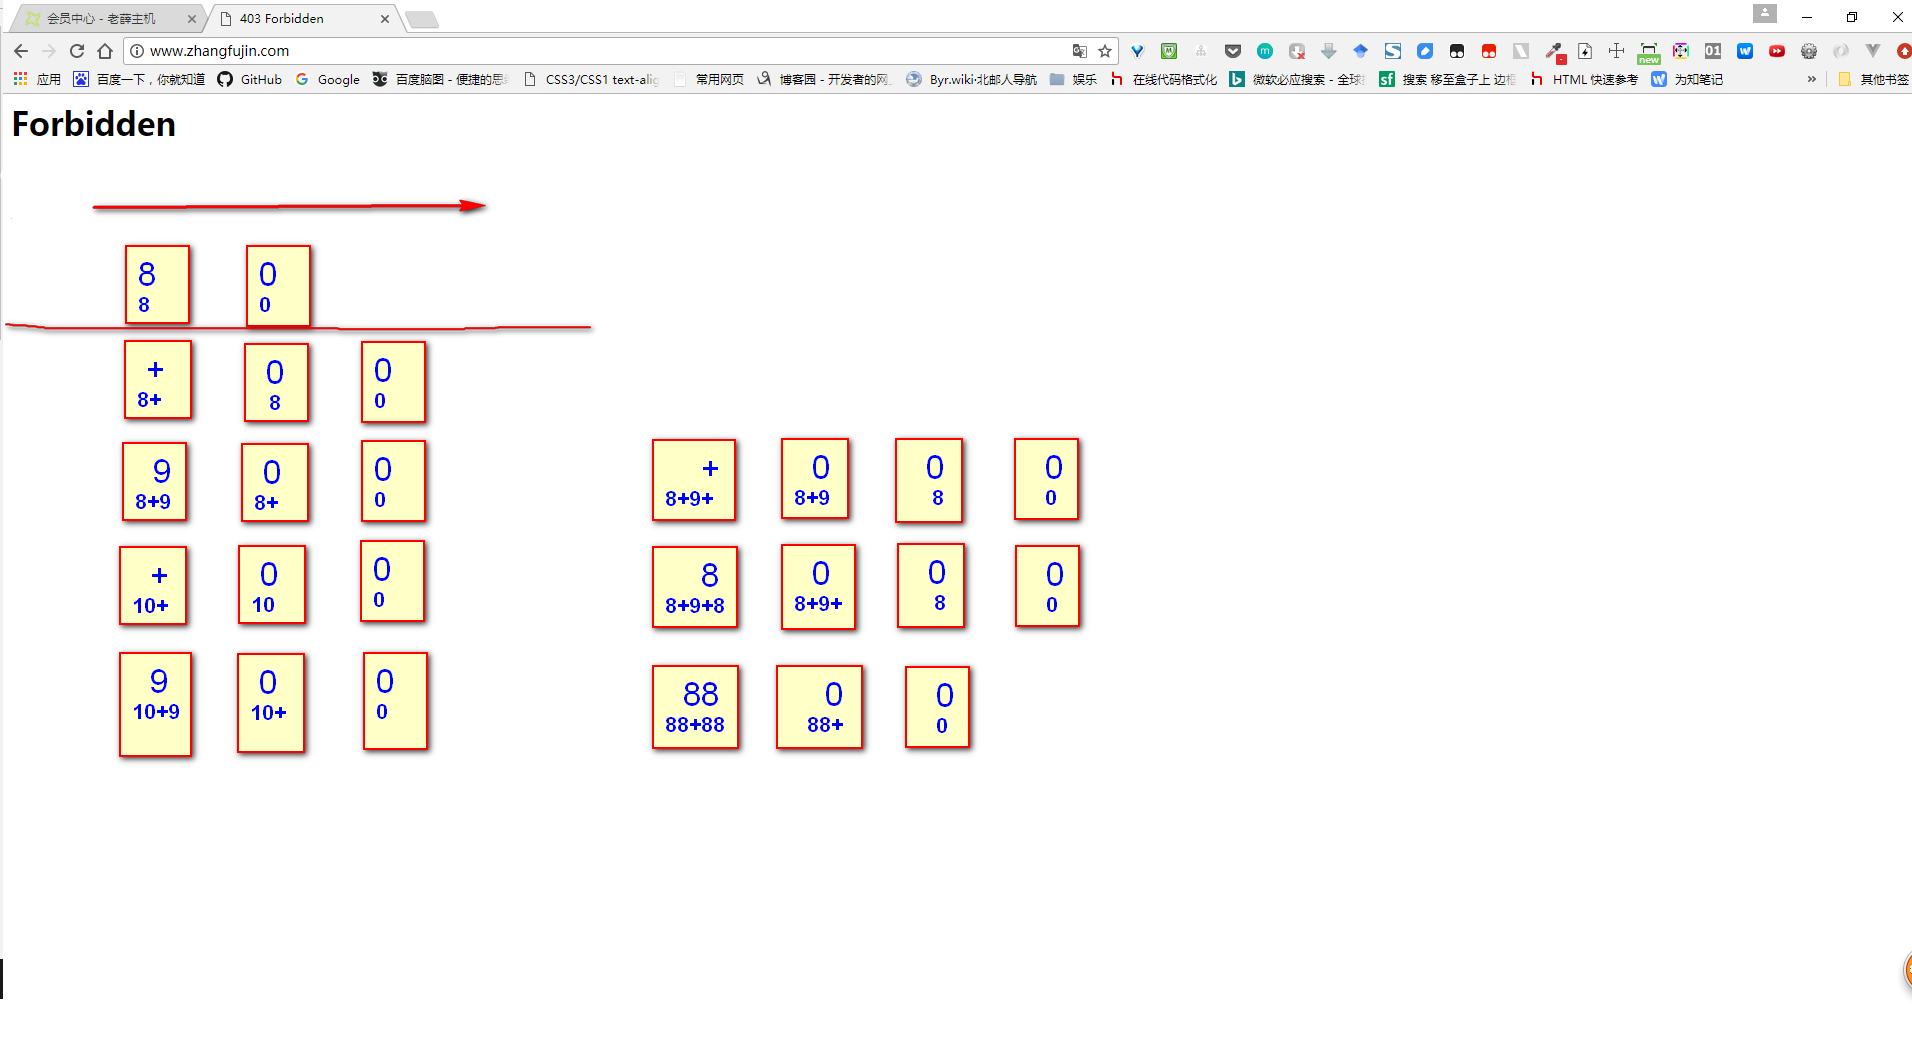 会员中心 - 老薛主机
403 Forbidden
www.zhangfujin.com
应用 百度一下，你就知道 GitHub Google 百度脑图 - 便捷的思 CSS3/CSS1 text-alig 常用网页 博客园 - 开发者的网 Byr.wiki·北邮人导航 娱乐 在线代码格式化 微软必应搜索 - 全球 搜索 移至盒子上 边框 HTML 快速参考 为知笔记 » 其他书签
new
01
Forbidden
8 0
8 0
+ 0 0
8+ 8 0
9 0 0
8+9 8+ 0
+ 0 0
10+ 10 0
9 0 0
10+9 10+ 0
+ 0 0 0
8+9+ 8+9 8 0
8 0 0 0
8+9+8 8+9+ 8 0
88 0 0
88+88 88+ 0